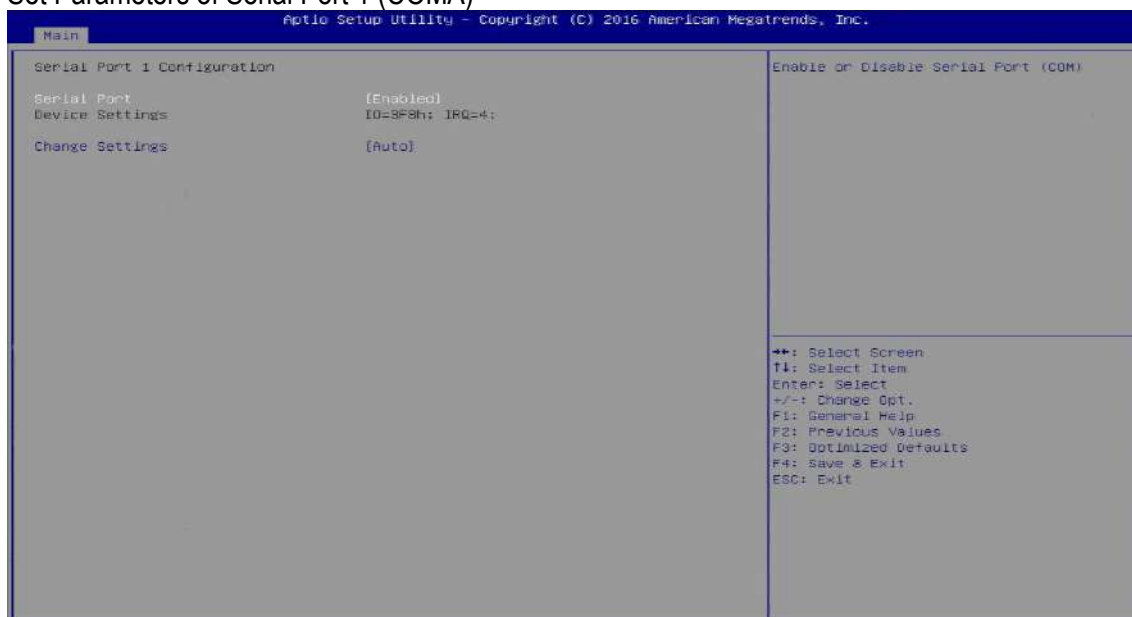 Set Parameters of Serial Port 1 (COMA)
Aptio Setup Utility - Copyright (C) 2016 American Megatrends, Inc.
Main
Serial Port 1 Configuration
Serial Port [Enabled]
Device Settings IO=3F8h; IRQ=4;
Change Settings [Auto]
Enable or Disable Serial Port (COM)
→←: Select Screen
↑↓: Select Item
Enter: Select
+/-: Change Opt.
F1: General Help
F2: Previous Values
F3: Optimized Defaults
F4: Save & Exit
ESC: Exit